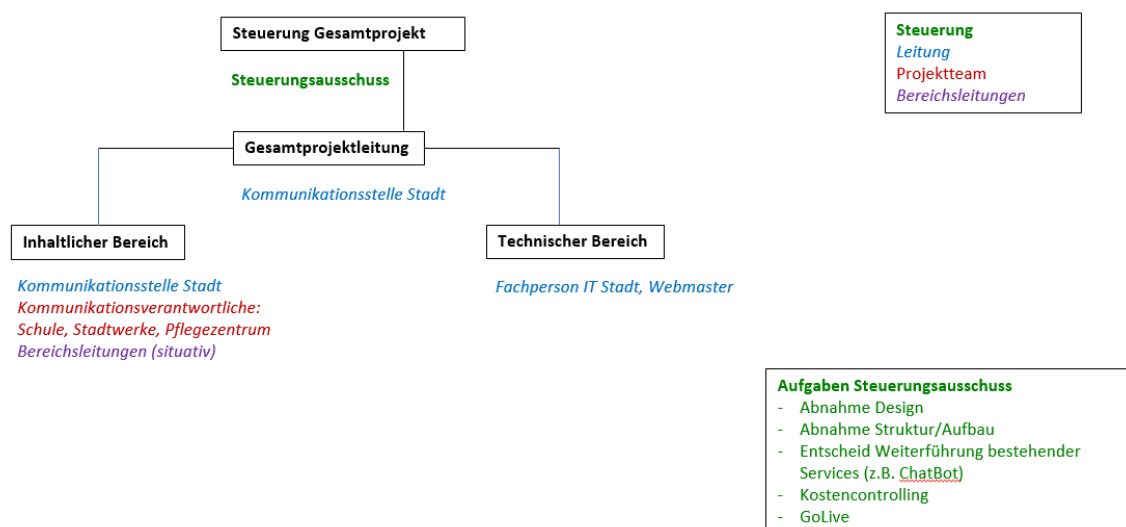 Steuerung Gesamtprojekt
Steuerungsausschuss
Gesamtprojektleitung
Kommunikationsstelle Stadt
Inhaltlicher Bereich
Kommunikationsstelle Stadt
Kommunikationsverantwortliche:
Schule, Stadtwerke, Pflegezentrum
Bereichsleitungen (situativ)
Technischer Bereich
Fachperson IT Stadt, Webmaster
Steuerung
Leitung
Projektteam
Bereichsleitungen
Aufgaben Steuerungsausschuss
- Abnahme Design
- Abnahme Struktur/Aufbau
- Entscheid Weiterführung bestehender
Services (z.B. ChatBot)
- Kostencontrolling
- GoLive